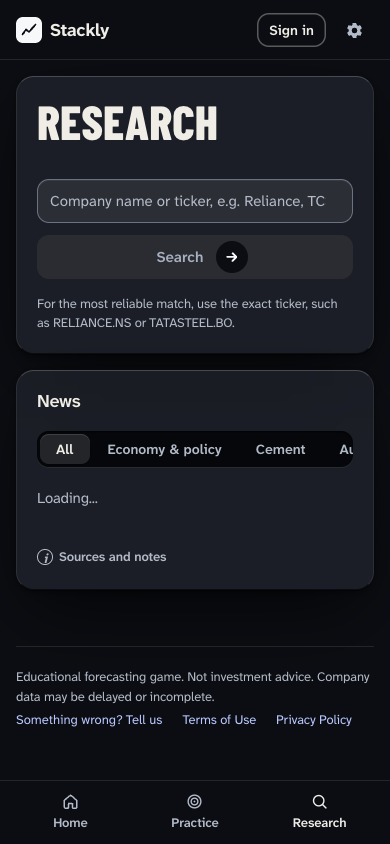 Stackly
Sign in
RESEARCH
Company name or ticker, e.g. Reliance, TC
Search
For the most reliable match, use the exact ticker, such
as RELIANCE.NS or TATASTEEL.BO.
News
All Economy & policy Cement Au
Loading...
Sources and notes
Educational forecasting game. Not investment advice. Company
data may be delayed or incomplete.
Something wrong? Tell us Terms of Use Privacy Policy
Home Practice Research